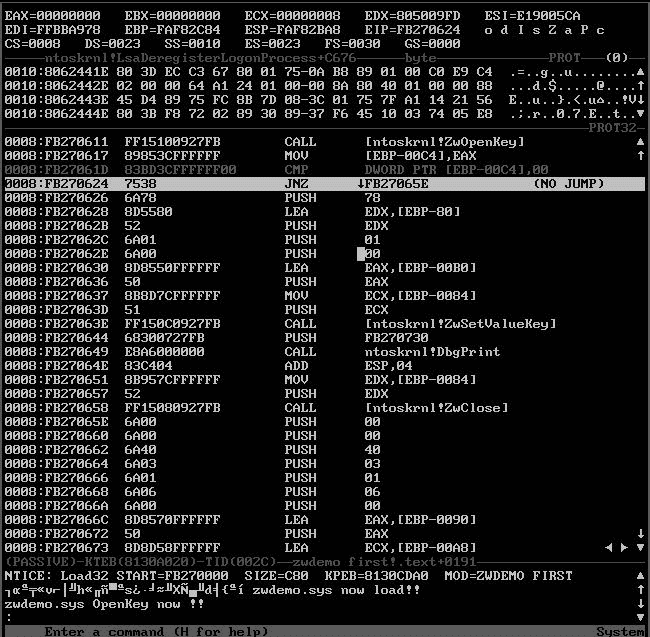 EAX=00000000 EBX=00000000 ECX=00000008 EDX=805009FD ESI=E19005CA
EDI=FFBBA978 EBP=FAF82C84 ESP=FAF82BA8 EIP=FB270624 o d I s Z a P c
CS=0008 DS=0023 SS=0010 ES=0023 FS=0030 GS=0000
ntoskrnl!LsaDeregisterLogonProcess+C676 byte PROT (0)
0010:8062441E 80 3D EC C3 67 80 01 75-0A B8 89 01 00 C0 E9 C4 .=..g..u........▲
0010:8062442E 02 00 00 64 A1 24 01 00-00 8A 80 40 01 00 00 88 ...d.$.....@....↑
0010:8062443E 45 D4 89 75 FC 8B 7D 08-3C 01 75 7F A1 14 21 56 E..u..}.<.u⌂..!V↓
0010:8062444E 80 3B F8 72 02 89 30 89-37 F6 45 10 03 74 05 E8 .;.r..0.7.E..t..▼
PROT32
0008:FB270611 FF15100927FB CALL [ntoskrnl!ZwOpenKey] ▲
0008:FB270617 89853CFFFFFF MOV [EBP-00C4],EAX ↑
0008:FB27061D 83BD3CFFFFFF00 CMP DWORD PTR [EBP-00C4],00
0008:FB270624 7538 JNZ ↓FB27065E (NO JUMP)
0008:FB270626 6A78 PUSH 78
0008:FB270628 8D5580 LEA EDX,[EBP-80]
0008:FB27062B 52 PUSH EDX
0008:FB27062C 6A01 PUSH 01
0008:FB27062E 6A00 PUSH 00
0008:FB270630 8D8550FFFFFF LEA EAX,[EBP-00B0]
0008:FB270636 50 PUSH EAX
0008:FB270637 8B8D7CFFFFFF MOV ECX,[EBP-0084]
0008:FB27063D 51 PUSH ECX
0008:FB27063E FF150C0927FB CALL [ntoskrnl!ZwSetValueKey]
0008:FB270644 68300727FB PUSH FB270730
0008:FB270649 E8A6000000 CALL ntoskrnl!DbgPrint
0008:FB27064E 83C404 ADD ESP,04
0008:FB270651 8B957CFFFFFF MOV EDX,[EBP-0084]
0008:FB270657 52 PUSH EDX
0008:FB270658 FF15080927FB CALL [ntoskrnl!ZwClose]
0008:FB27065E 6A00 PUSH 00
0008:FB270660 6A00 PUSH 00
0008:FB270662 6A40 PUSH 40
0008:FB270664 6A03 PUSH 03
0008:FB270666 6A01 PUSH 01
0008:FB270668 6A06 PUSH 06
0008:FB27066A 6A00 PUSH 00
0008:FB27066C 8D8570FFFFFF LEA EAX,[EBP-0090]
0008:FB270672 50 PUSH EAX ↓
0008:FB270673 8D8D58FFFFFF LEA ECX,[EBP-00A8] ◄ ► ▼
(PASSIVE)-KTEB(8130A020)-TID(002C)--zwdemo first!.text+0191
NTICE: Load32 START=FB270000 SIZE=C80 KPEB=8130CDA0 MOD=ZWDEMO FIRST ▲
zwdemo.sys now load!! ↑
zwdemo.sys OpenKey now !! ↓
: ▼
Enter a command (H for help) System